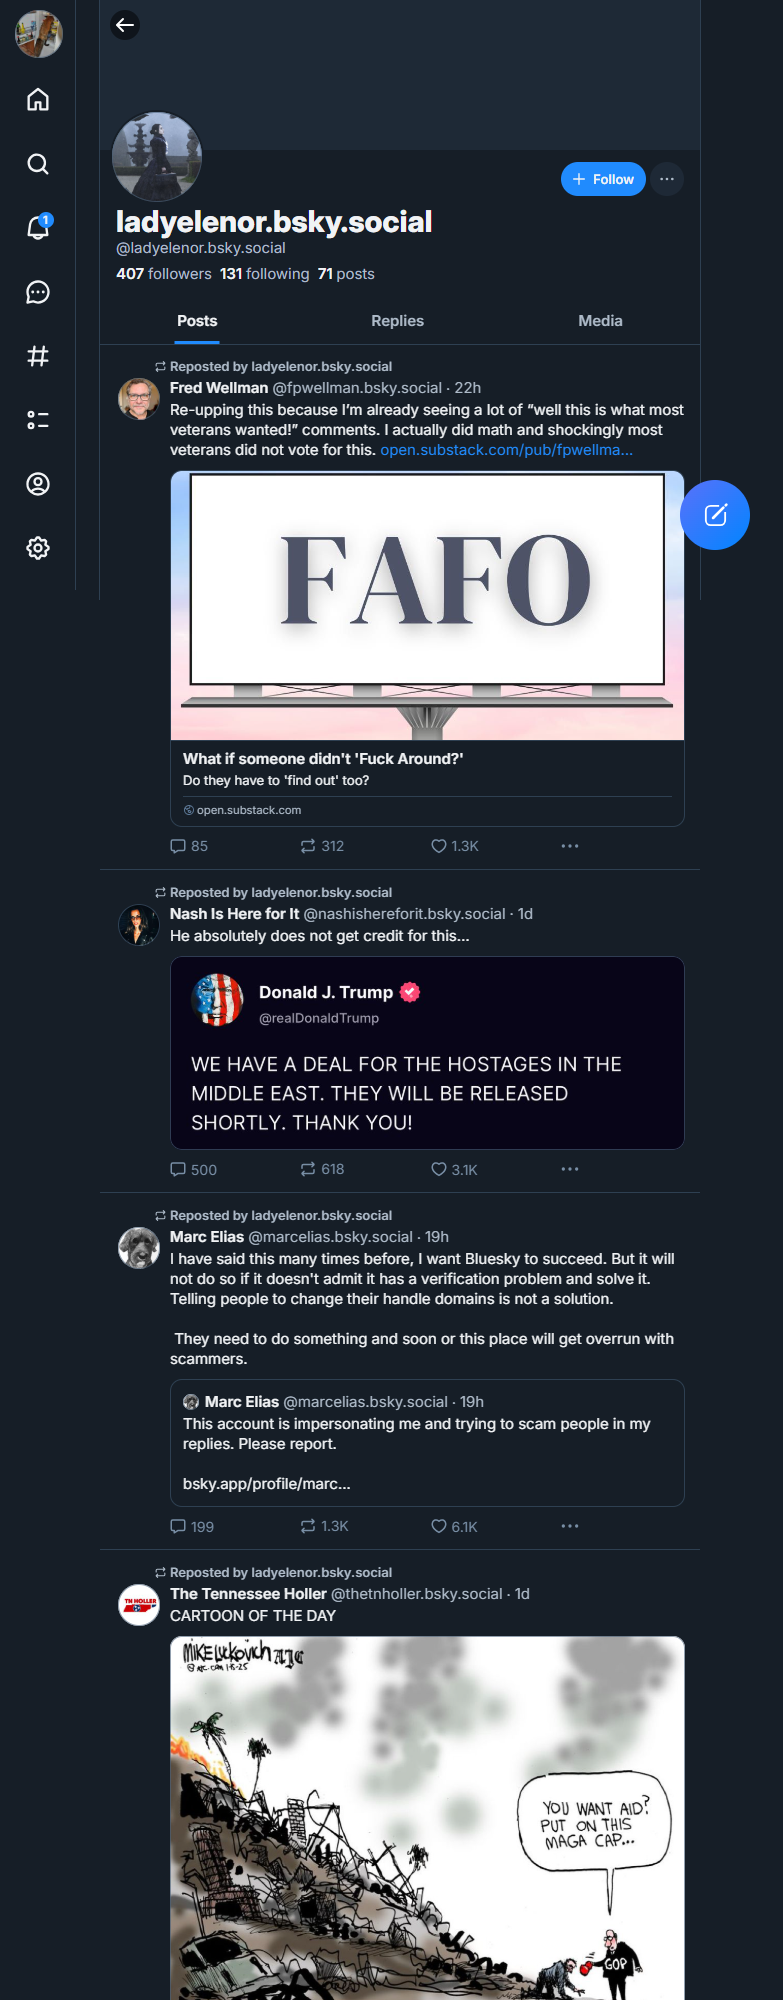 1
+ Follow
ladyelenor.bsky.social
@ladyelenor.bsky.social
407 followers 131 following 71 posts
Posts Replies Media
Reposted by ladyelenor.bsky.social
Fred Wellman @fpwellman.bsky.social · 22h
Re-upping this because I’m already seeing a lot of “well this is what most
veterans wanted!” comments. I actually did math and shockingly most
veterans did not vote for this. open.substack.com/pub/fpwellma...
FAFO
What if someone didn't 'Fuck Around?'
Do they have to 'find out' too?
open.substack.com
85 312 1.3K
Reposted by ladyelenor.bsky.social
Nash Is Here for It @nashishereforit.bsky.social · 1d
He absolutely does not get credit for this...
Donald J. Trump
@realDonaldTrump
WE HAVE A DEAL FOR THE HOSTAGES IN THE
MIDDLE EAST. THEY WILL BE RELEASED
SHORTLY. THANK YOU!
500 618 3.1K
Reposted by ladyelenor.bsky.social
Marc Elias @marcelias.bsky.social · 19h
I have said this many times before, I want Bluesky to succeed. But it will
not do so if it doesn't admit it has a verification problem and solve it.
Telling people to change their handle domains is not a solution.
They need to do something and soon or this place will get overrun with
scammers.
Marc Elias @marcelias.bsky.social · 19h
This account is impersonating me and trying to scam people in my
replies. Please report.
bsky.app/profile/marc...
199 1.3K 6.1K
Reposted by ladyelenor.bsky.social
TN HOLLER
The Tennessee Holler @thetnholler.bsky.social · 1d
CARTOON OF THE DAY
MIKE LUCKOVICH AJC
© AJC.COM 1-15-25
YOU WANT AID?
PUT ON THIS
MAGA CAP...
GOP